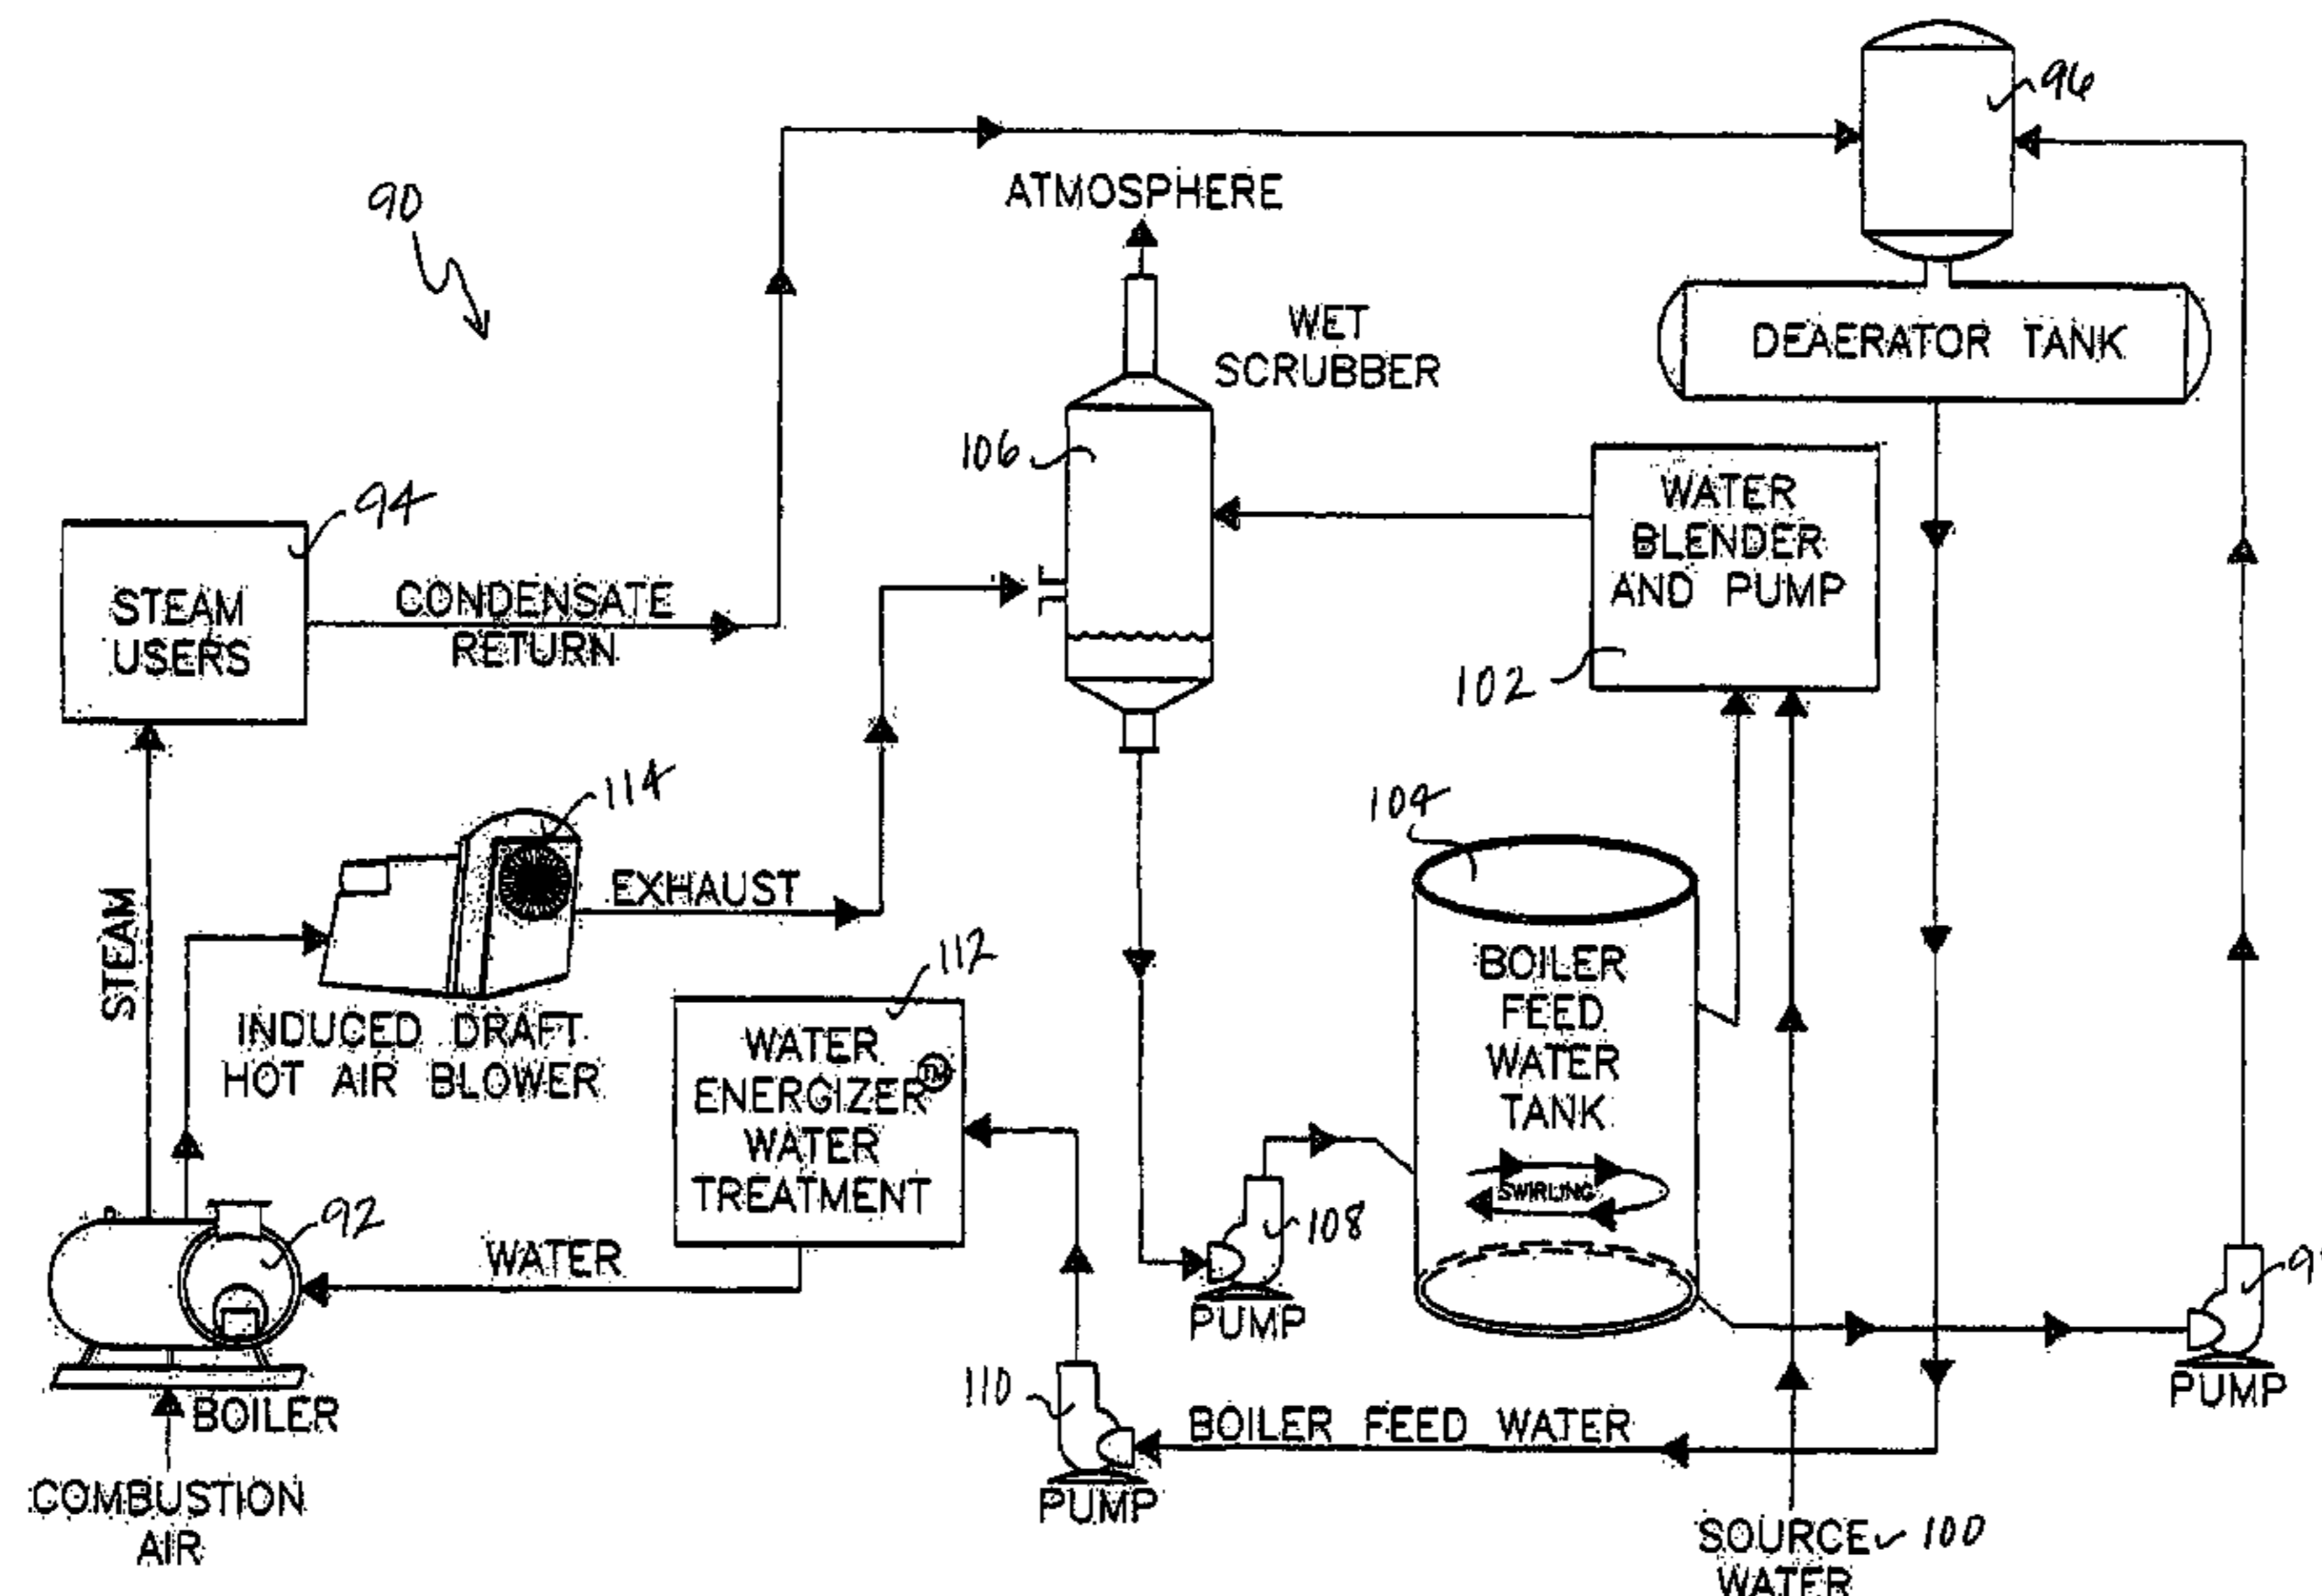 96
90
ATMOSPHERE
WET
SCRUBBER
DEAERATOR TANK
106
WATER
BLENDER
AND PUMP
102
94
STEAM
USERS
CONDENSATE
RETURN
114
104
EXHAUST
STEAM
INDUCED DRAFT
HOT AIR BLOWER
112
WATER
ENERGIZER TM
WATER
TREATMENT
BOILER
FEED
WATER
TANK
SWIRLING
92
WATER
108
PUMP
BOILER
COMBUSTION
AIR
110
PUMP
BOILER FEED WATER
PUMP
SOURCE 100
WATER